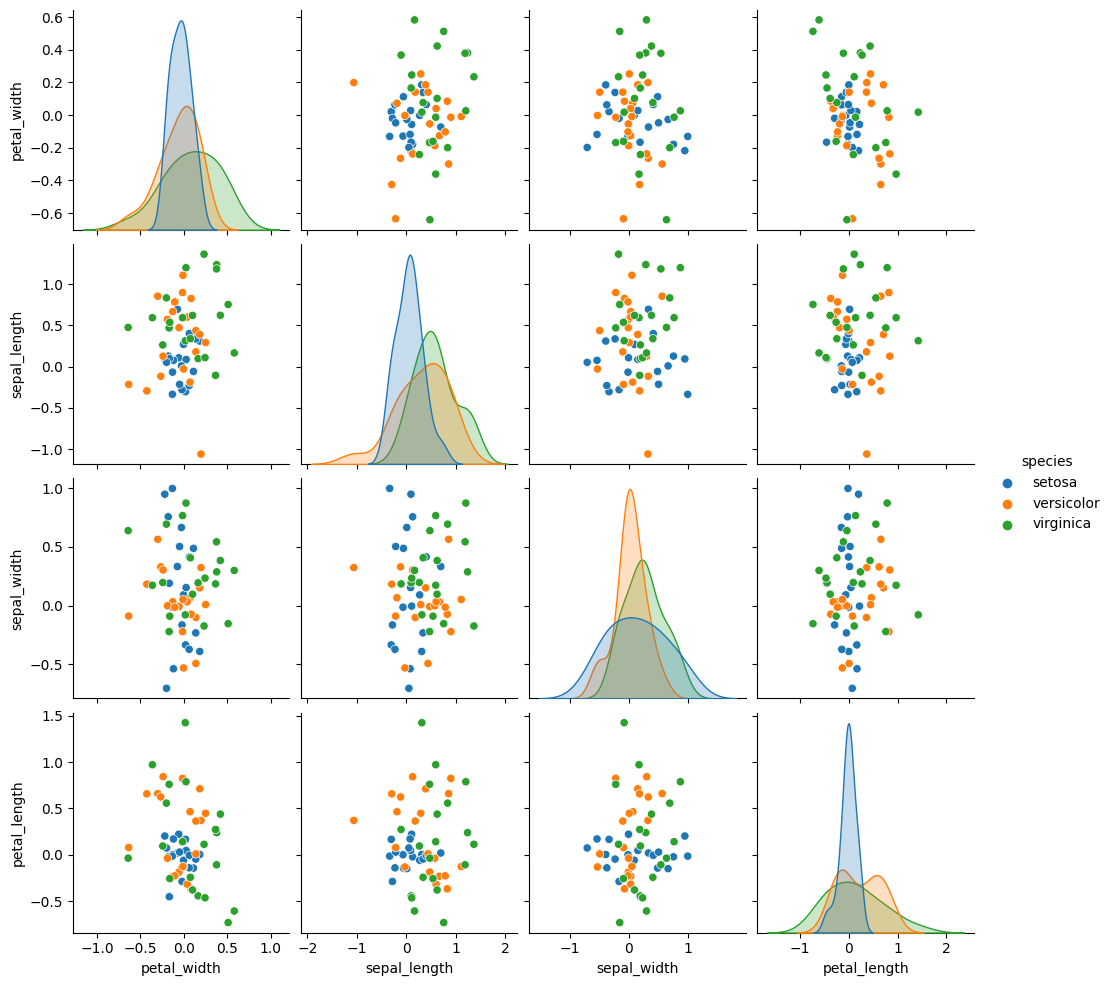 0.6
0.4
0.2
0.0
−0.2
−0.4
−0.6
petal_width
1.0
0.5
0.0
−0.5
−1.0
sepal_length
species
setosa
versicolor
virginica
1.0
0.5
0.0
−0.5
sepal_width
1.5
1.0
0.5
0.0
−0.5
petal_length
−1.0 −0.5 0.0 0.5 1.0
−2 −1 0 1 2
−1 0 1
−1 0 1 2
petal_width sepal_length sepal_width petal_length